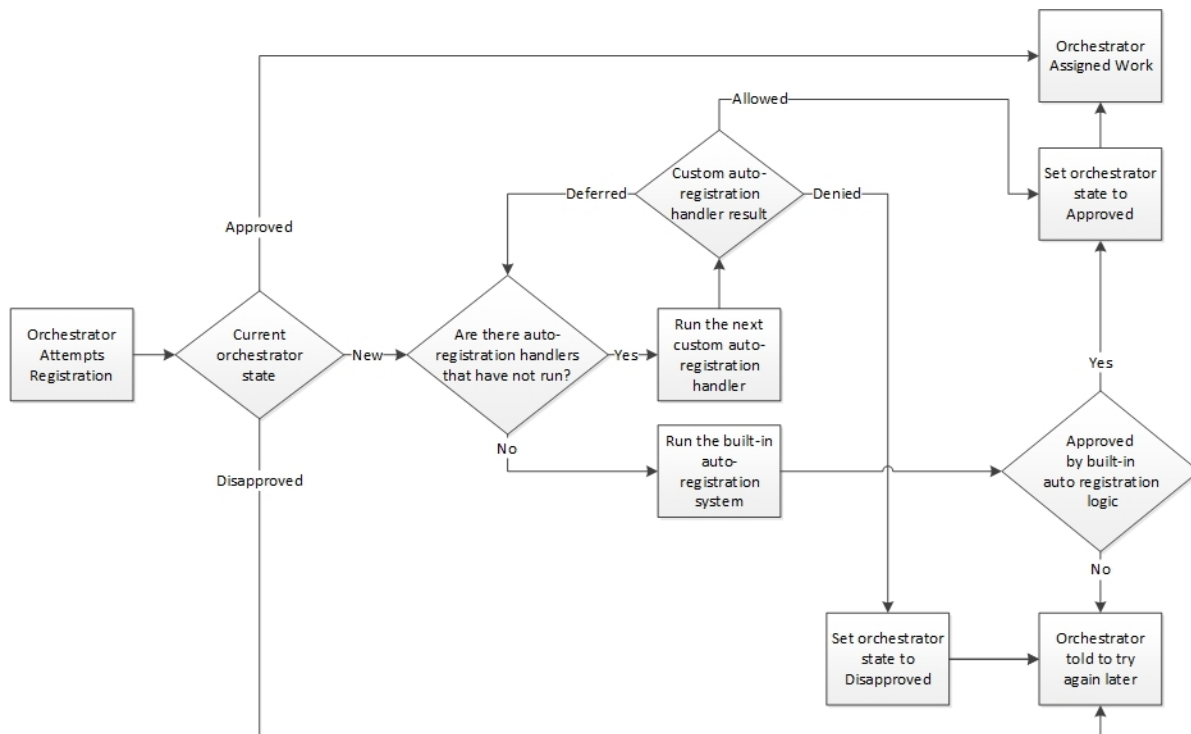 Orchestrator
Assigned Work
Allowed
Custom auto-
registration
handler result
Deferred
Denied
Set orchestrator
state to
Approved
Approved
Orchestrator
Attempts
Registration
Current
orchestrator
state
New
Are there auto-
registration handlers
that have not run?
Yes
Run the next
custom auto-
registration
handler
Yes
No
Run the built-in
auto-
registration
system
Approved
by built-in
auto registration
logic
Disapproved
No
Set orchestrator
state to
Disapproved
Orchestrator
told to try
again later